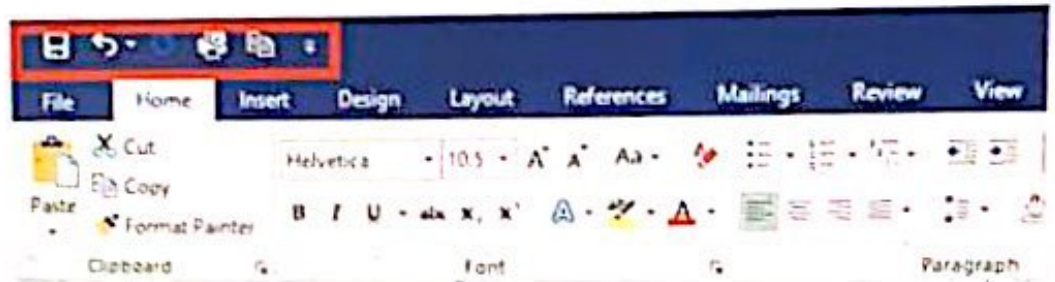 File Home Insert Design Layout References Mailings Review View
Cut
Helvetica 10.5 A A Aa
Copy
Paste
B I U abc X, X' A A
Format Painter
Clipboard Font Paragraph